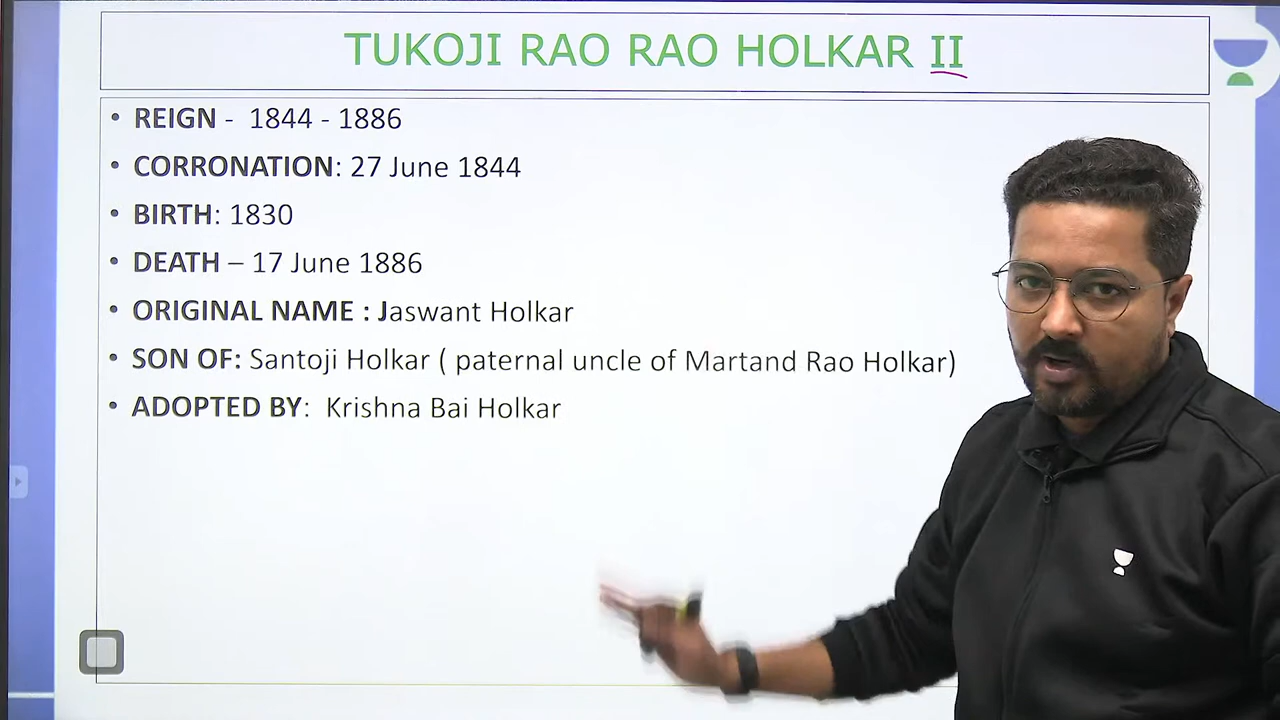 TUKOJI RAO RAO HOLKAR II
• REIGN - 1844 - 1886
• CORRONATION: 27 June 1844
• BIRTH: 1830
• DEATH – 17 June 1886
• ORIGINAL NAME : Jaswant Holkar
• SON OF: Santoji Holkar ( paternal uncle of Martand Rao Holkar)
• ADOPTED BY: Krishna Bai Holkar